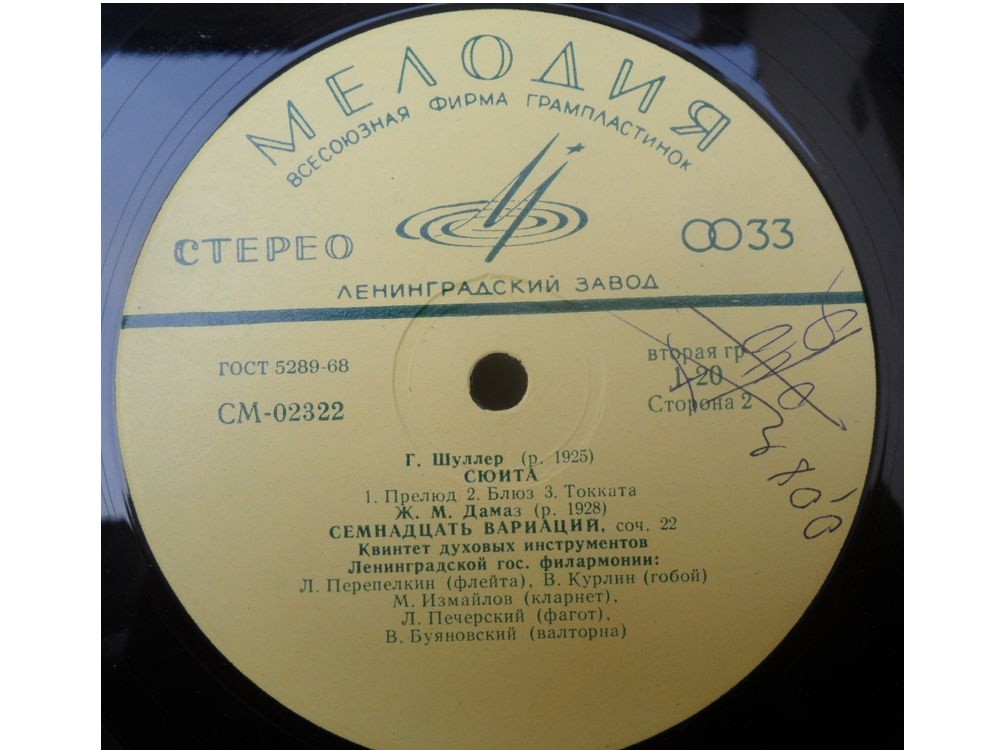 МЕЛОДИЯ
ВСЕСОЮЗНАЯ ФИРМА ГРАМПЛАСТИНОК
СТЕРЕО
33
ЛЕНИНГРАДСКИЙ ЗАВОД
ГОСТ 5289-68
вторая гр
1-20
СМ-02322
Сторона 2
Г. Шуллер (р. 1925)
СЮИТА
1. Прелюд 2. Блюз 3. Токката
Ж. М. Дамаз (р. 1928)
СЕМНАДЦАТЬ ВАРИАЦИЙ, соч. 22
Квинтет духовых инструментов
Ленинградской гос. филармонии:
Л. Перепелкин (флейта), В. Курлин (гобой)
М. Измайлов (кларнет),
Л. Печерский (фагот),
В. Буяновский (валторна)